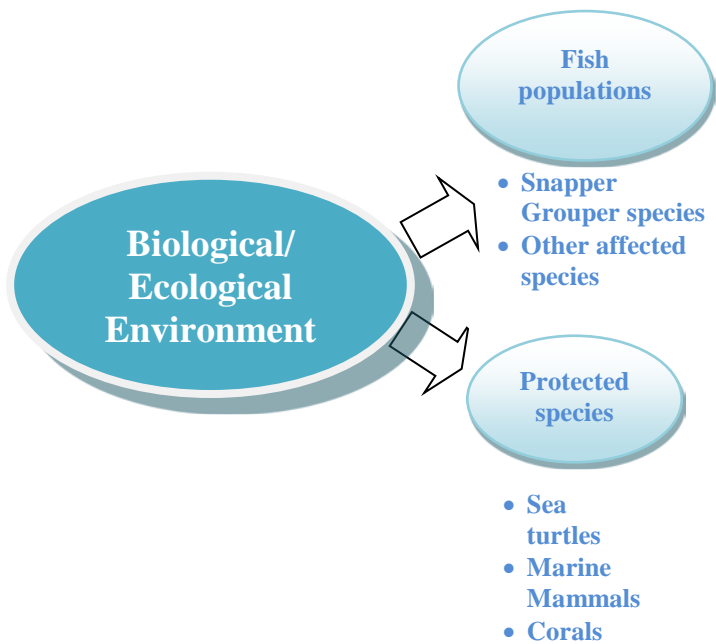 Biological/
Ecological
Environment
Fish
populations
• Snapper
Grouper species
• Other affected
species
Protected
species
• Sea
turtles
• Marine
Mammals
• Corals